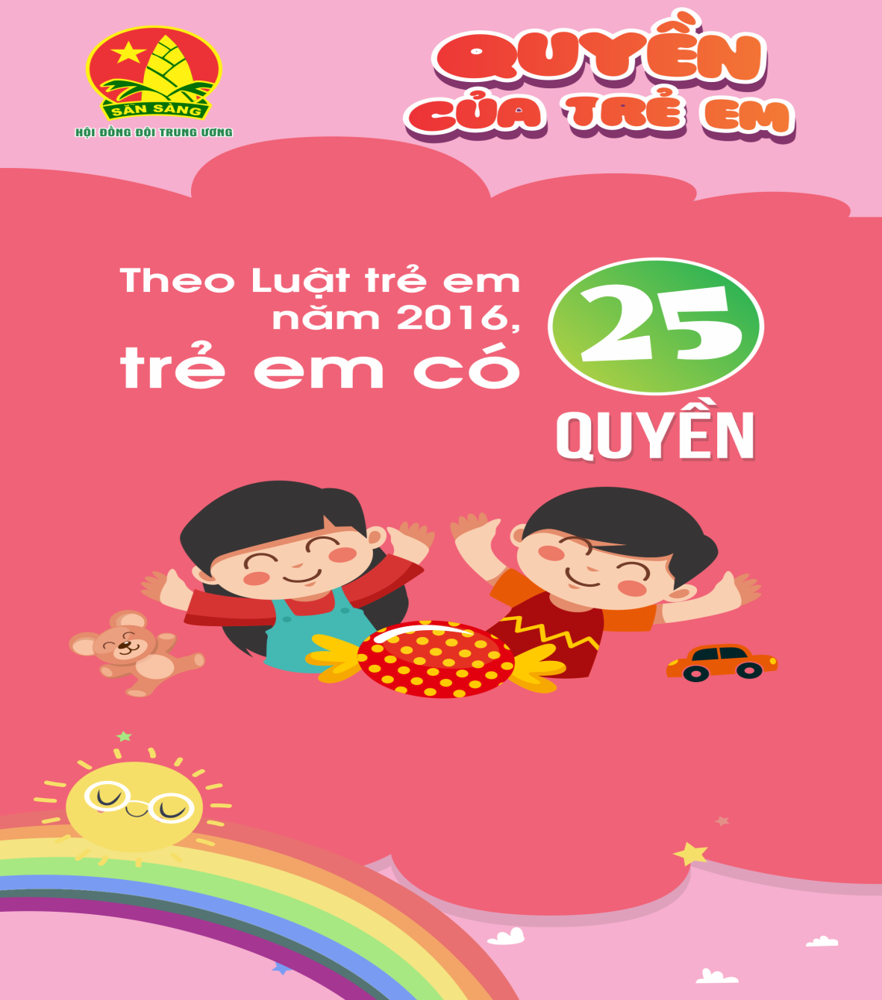 SẴN SÀNG
HỘI ĐỒNG ĐỘI TRUNG ƯƠNG
QUYỀN
CỦA TRẺ EM
Theo Luật trẻ em
năm 2016,
trẻ em có
25
QUYỀN